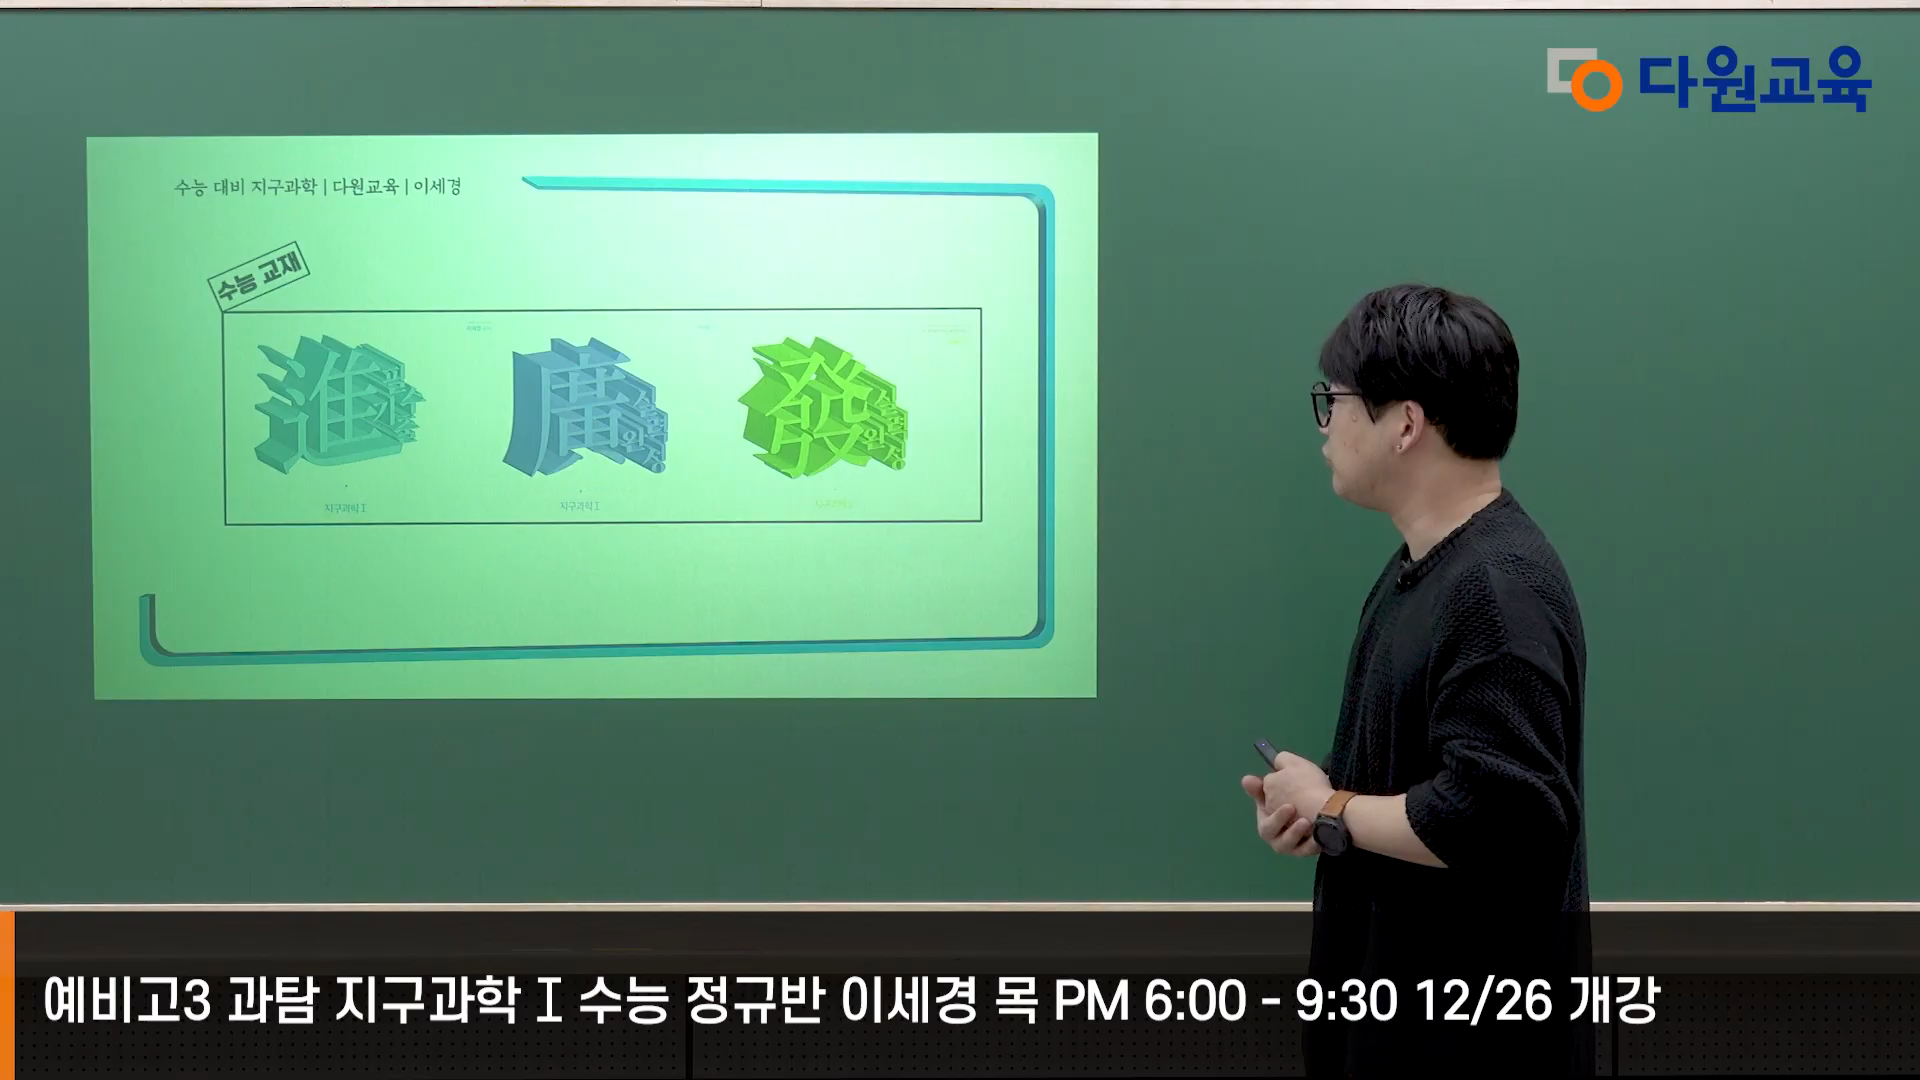 다원교육
수능 대비 지구과학 | 다원교육 | 이세경
수능 교재
進
廣
發
지구과학 I
지구과학 I
예비고3 과탐 지구과학 I 수능 정규반 이세경 목 PM 6:00 - 9:30 12/26 개강